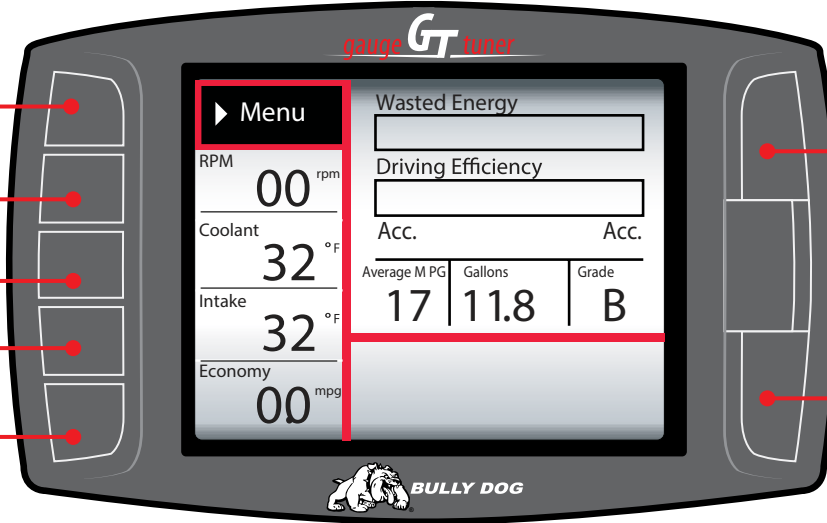 gauge GT tuner
Menu
RPM
00 rpm
Coolant
32 °F
Intake
32 °F
Economy
0.0 mpg
Wasted Energy
Driving Efficiency
Acc. Acc.
Average M PG Gallons Grade
17 11.8 B
BULLY DOG